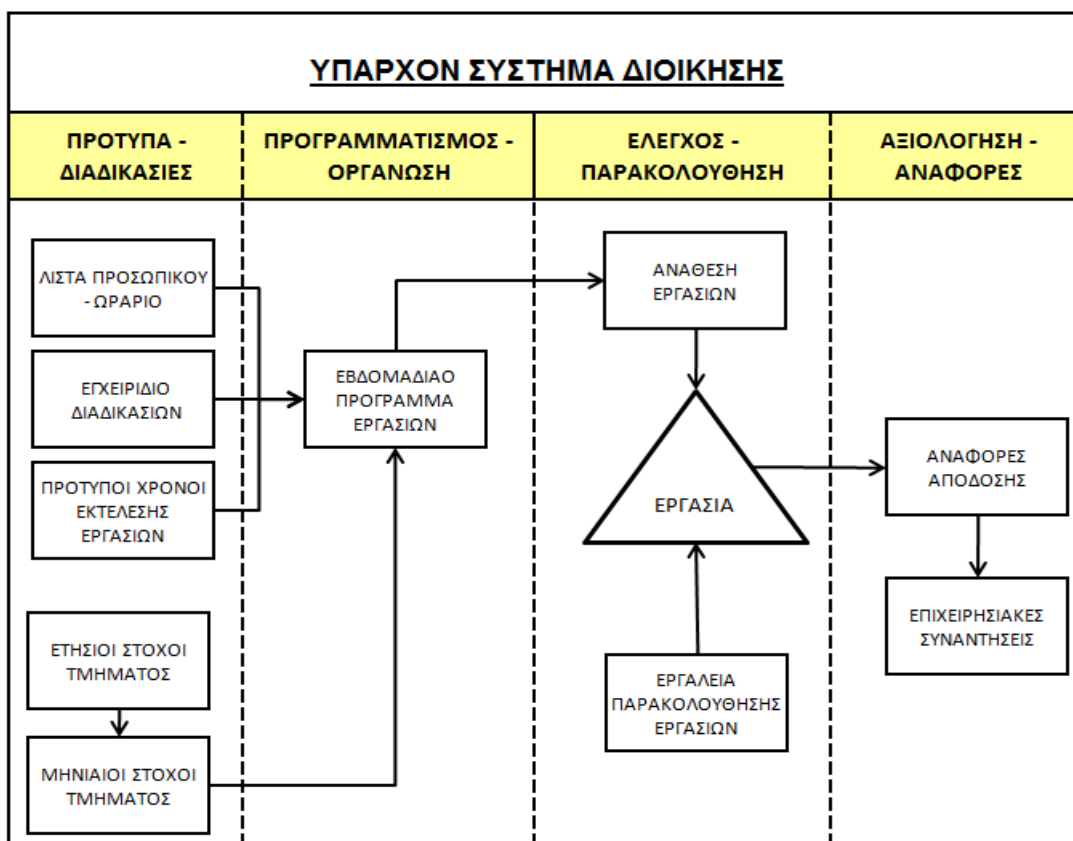 ΥΠΑΡΧΟΝ ΣΥΣΤΗΜΑ ΔΙΟΙΚΗΣΗΣ
ΠΡΟΤΥΠΑ -
ΔΙΑΔΙΚΑΣΙΕΣ
ΠΡΟΓΡΑΜΜΑΤΙΣΜΟΣ -
ΟΡΓΑΝΩΣΗ
ΕΛΕΓΧΟΣ -
ΠΑΡΑΚΟΛΟΥΘΗΣΗ
ΑΞΙΟΛΟΓΗΣΗ -
ΑΝΑΦΟΡΕΣ
ΛΙΣΤΑ ΠΡΟΣΩΠΙΚΟΥ
- ΩΡΑΡΙΟ
ΕΓΧΕΙΡΙΔΙΟ
ΔΙΑΔΙΚΑΣΙΩΝ
ΠΡΟΤΥΠΟΙ ΧΡΟΝΟΙ
ΕΚΤΕΛΕΣΗΣ
ΕΡΓΑΣΙΩΝ
ΕΤΗΣΙΟΙ ΣΤΟΧΟΙ
ΤΜΗΜΑΤΟΣ
ΜΗΝΙΑΙΟΙ ΣΤΟΧΟΙ
ΤΜΗΜΑΤΟΣ
ΕΒΔΟΜΑΔΙΑΟ
ΠΡΟΓΡΑΜΜΑ
ΕΡΓΑΣΙΩΝ
ΑΝΑΘΕΣΗ
ΕΡΓΑΣΙΩΝ
ΕΡΓΑΣΙΑ
ΕΡΓΑΛΕΙΑ
ΠΑΡΑΚΟΛΟΥΘΗΣΗΣ
ΕΡΓΑΣΙΩΝ
ΑΝΑΦΟΡΕΣ
ΑΠΟΔΟΣΗΣ
ΕΠΙΧΕΙΡΗΣΙΑΚΕΣ
ΣΥΝΑΝΤΗΣΕΙΣ